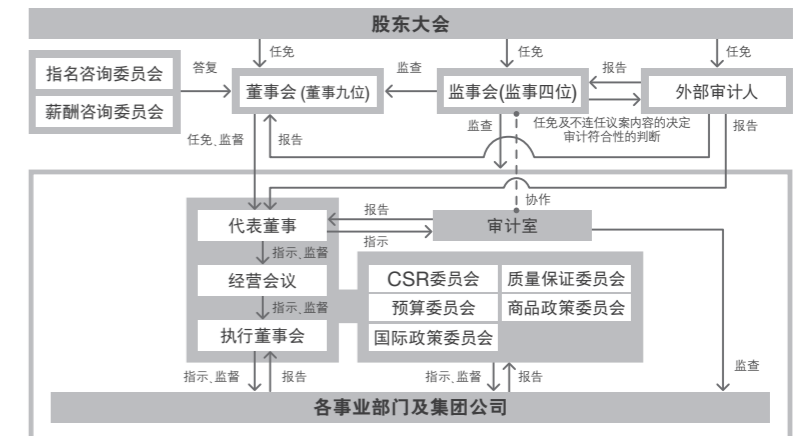 股东大会
任免
任免
任免
指名咨询委员会
薪酬咨询委员会
答复
董事会 (董事九位)
监查
监事会(监事四位)
报告
外部审计人
任免及不连任议案内容的决定
审计符合性的判断
任免、监督
报告
监查
报告
协作
代表董事
报告
指示
审计室
指示、监督
经营会议
指示、监督
执行董事会
CSR委员会
质量保证委员会
预算委员会
商品政策委员会
国际政策委员会
指示、监督
报告
指示、监督
报告
监查
各事业部门及集团公司